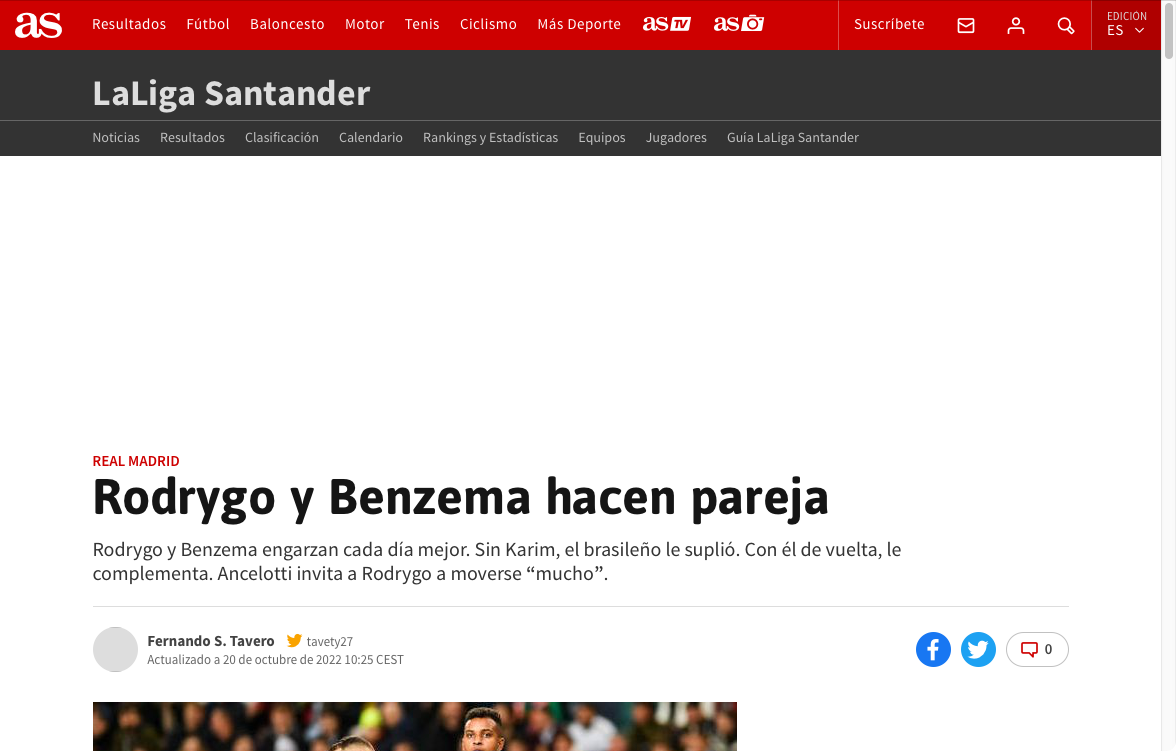 as Resultados Fútbol Baloncesto Motor Tenis Ciclismo Más Deporte as TV as Suscríbete EDICIÓN
ES
LaLiga Santander
Noticias Resultados Clasificación Calendario Rankings y Estadísticas Equipos Jugadores Guía LaLiga Santander
REAL MADRID
Rodrygo y Benzema hacen pareja
Rodrygo y Benzema engarzan cada día mejor. Sin Karim, el brasileño le suplió. Con él de vuelta, le
complementa. Ancelotti invita a Rodrygo a moverse “mucho”.
Fernando S. Tavero tavety27
Actualizado a 20 de octubre de 2022 10:25 CEST
0